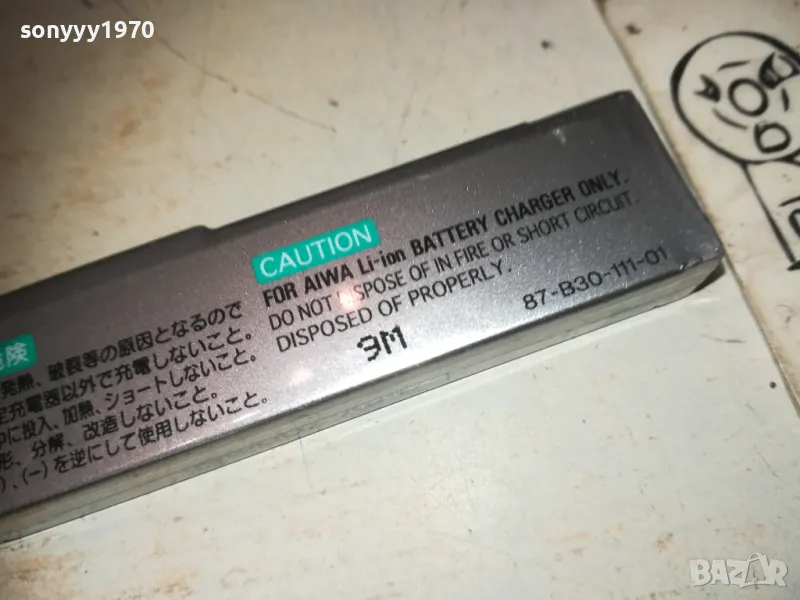 sonyyy1970
CAUTION
FOR AIWA Li-ion BATTERY CHARGER ONLY.
DO NOT DISPOSE OF IN FIRE OR SHORT CIRCUIT.
DISPOSED OF PROPERLY.
87-B30-111-01
9M
険
発熱、破裂等の原因となるので
充電器以外で充電しないこと。
に投入、加熱、ショートしないこと。
形、分解、改造しないこと。
)、(-)を逆にして使用しないこと。
BAZAR